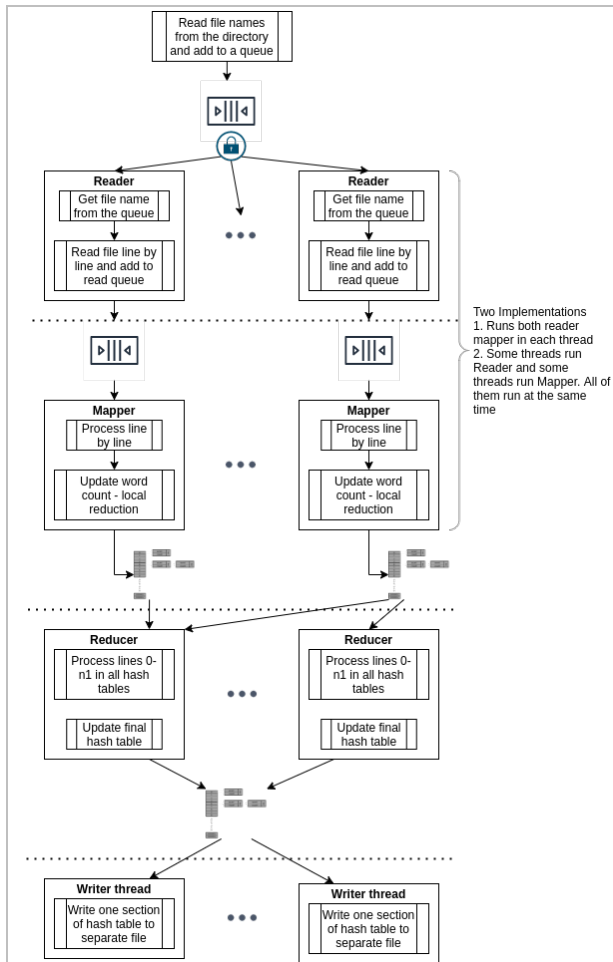 Read file names
from the directory
and add to a queue
Reader
Get file name
from the queue
Read file line by
line and add to
read queue
Reader
Get file name
from the queue
Read file line by
line and add to
read queue
Two Implementations
1. Runs both reader
mapper in each thread
2. Some threads run
Reader and some
threads run Mapper. All of
them run at the same
time
Mapper
Process line
by line
Update word
count - local
reduction
Mapper
Process line
by line
Update word
count - local
reduction
Reducer
Process lines 0-
n1 in all hash
tables
Update final
hash table
Reducer
Process lines 0-
n1 in all hash
tables
Update final
hash table
Writer thread
Write one section
of hash table to
separate file
Writer thread
Write one section
of hash table to
separate file